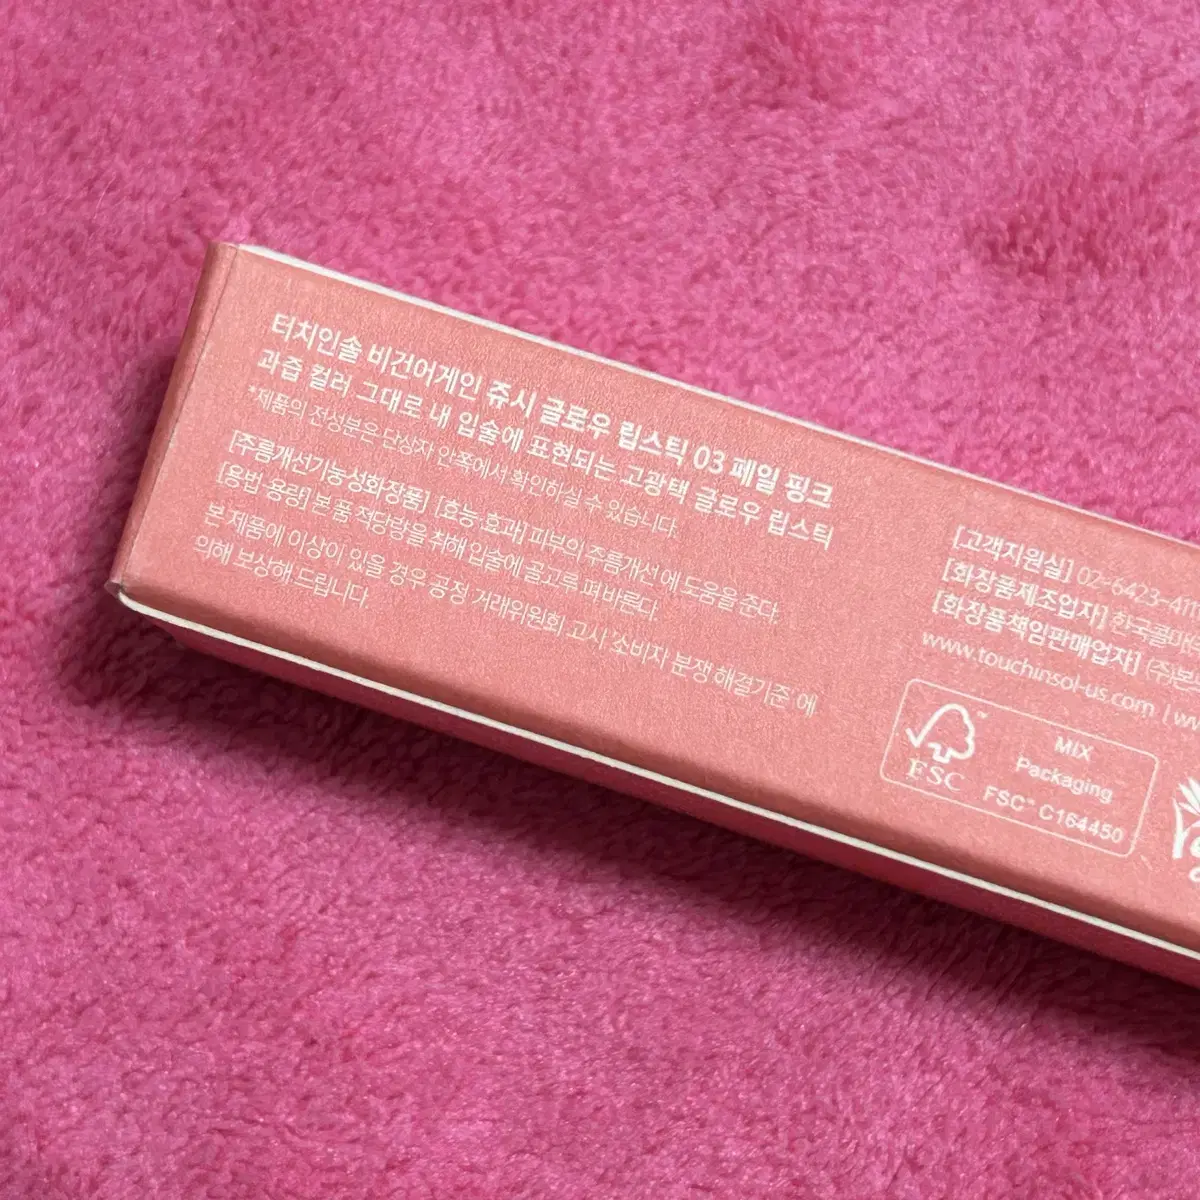 터치인솔 비건어게인 쥬시 글로우 립스틱 03 페일 핑크
과즙 컬러 그대로 내 입술에 표현되는 고광택 글로우 립스틱
*제품의 전성분은 단상자 안쪽에서 확인하실 수 있습니다.
[주름개선기능성화장품] [효능·효과] 피부의 주름개선에 도움을 준다.
[용법·용량] 본 품 적당량을 취해 입술에 골고루 펴 바른다.
본 제품에 이상이 있을 경우 공정 거래위원회 고시 '소비자 분쟁 해결기준'에
의해 보상해 드립니다.
[고객지원실] 02-6423-411
[화장품제조업자] 한국콜마
[화장품책임판매업자] (주)본
www.touchinsol-us.com | w
FSC
MIX
Packaging
FSC™ C164450